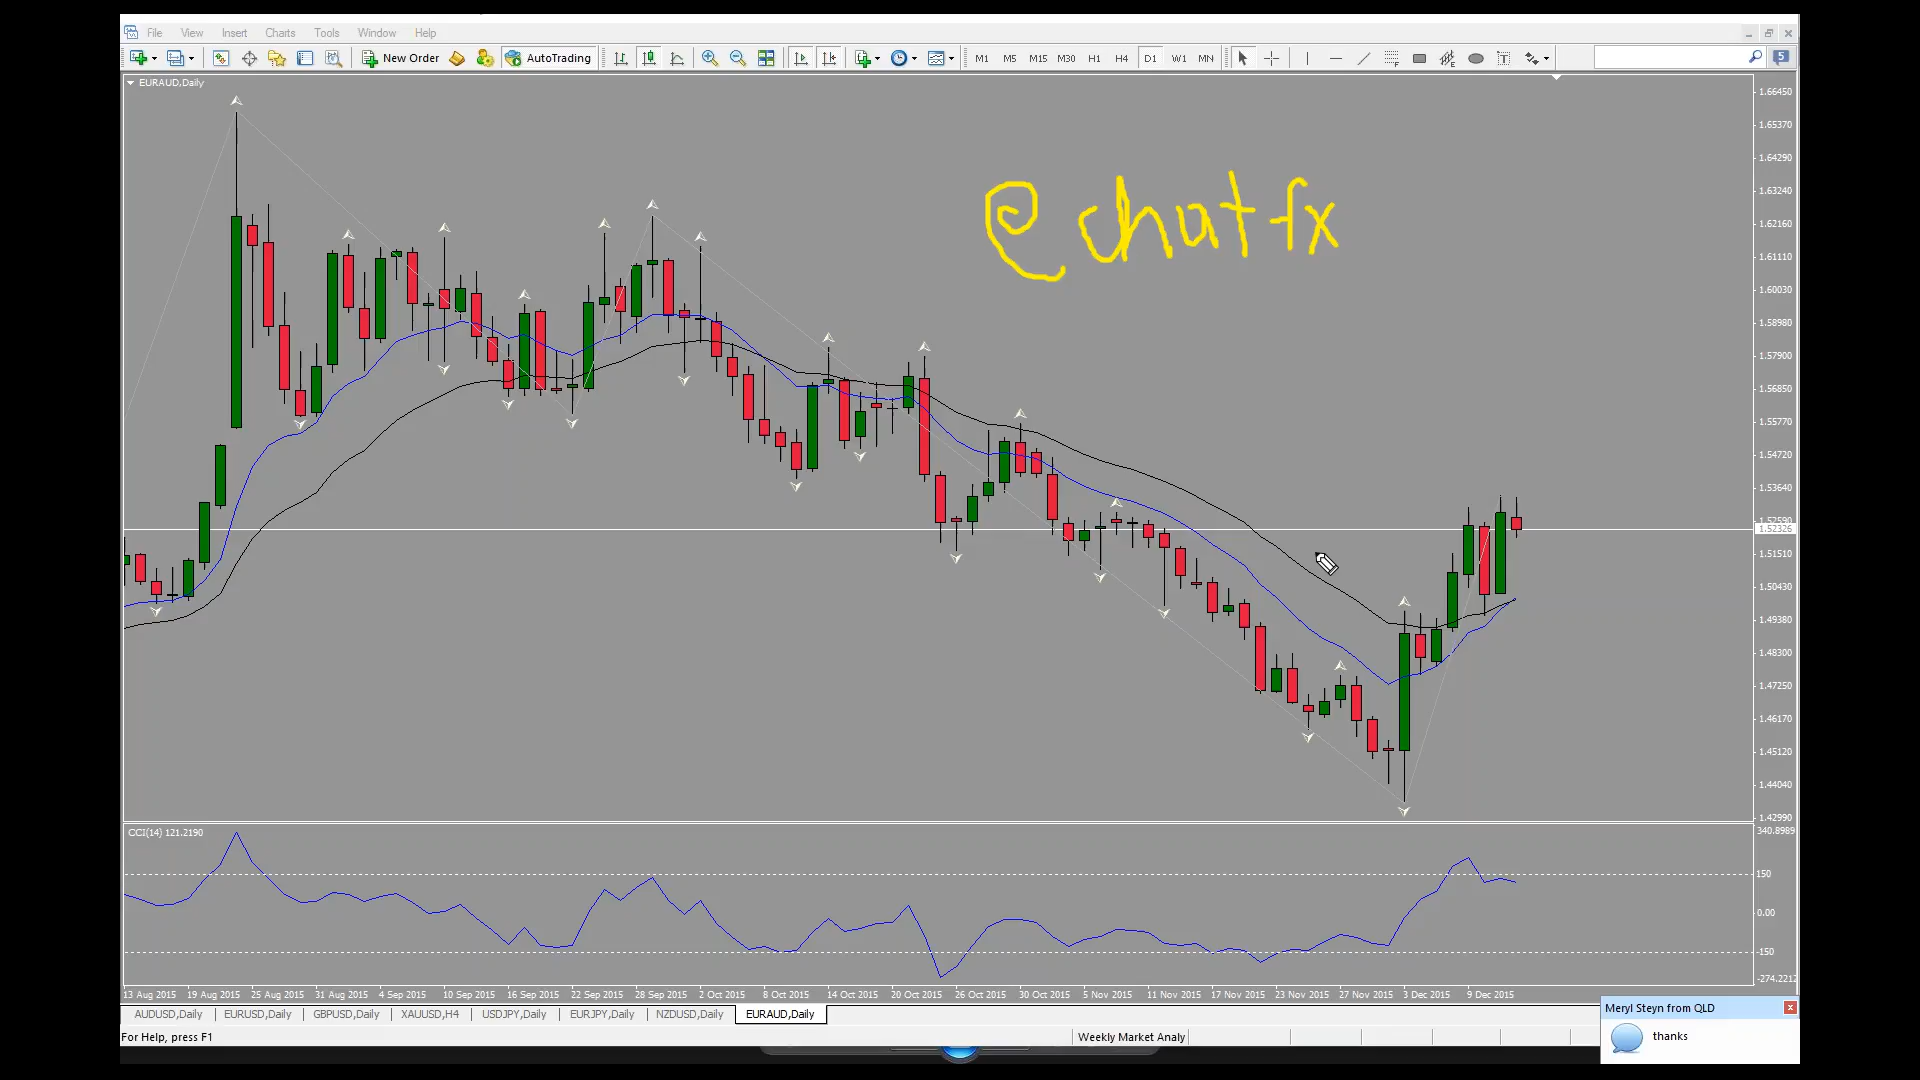 File View Insert Charts Tools Window Help
New Order AutoTrading M1 M5 M15 M30 H1 H4 D1 W1 MN 5
EURAUD,Daily
@chatfx
1.66450
1.65370
1.64290
1.63240
1.62160
1.61110
1.60030
1.58980
1.57900
1.56850
1.55770
1.54720
1.53640
1.52590
1.52326
1.51510
1.50430
1.49380
1.48300
1.47250
1.46170
1.45120
1.44040
1.42990
CCI(14) 121.2190
340.8989
150
0.00
-150
-274.2212
13 Aug 2015 19 Aug 2015 25 Aug 2015 31 Aug 2015 4 Sep 2015 10 Sep 2015 16 Sep 2015 22 Sep 2015 28 Sep 2015 2 Oct 2015 8 Oct 2015 14 Oct 2015 20 Oct 2015 26 Oct 2015 30 Oct 2015 5 Nov 2015 11 Nov 2015 17 Nov 2015 23 Nov 2015 27 Nov 2015 3 Dec 2015 9 Dec 2015
AUDUSD,Daily EURUSD,Daily GBPUSD,Daily XAUUSD,H4 USDJPY,Daily EURJPY,Daily NZDUSD,Daily EURAUD,Daily
For Help, press F1 Weekly Market Analy
Meryl Steyn from QLD
thanks